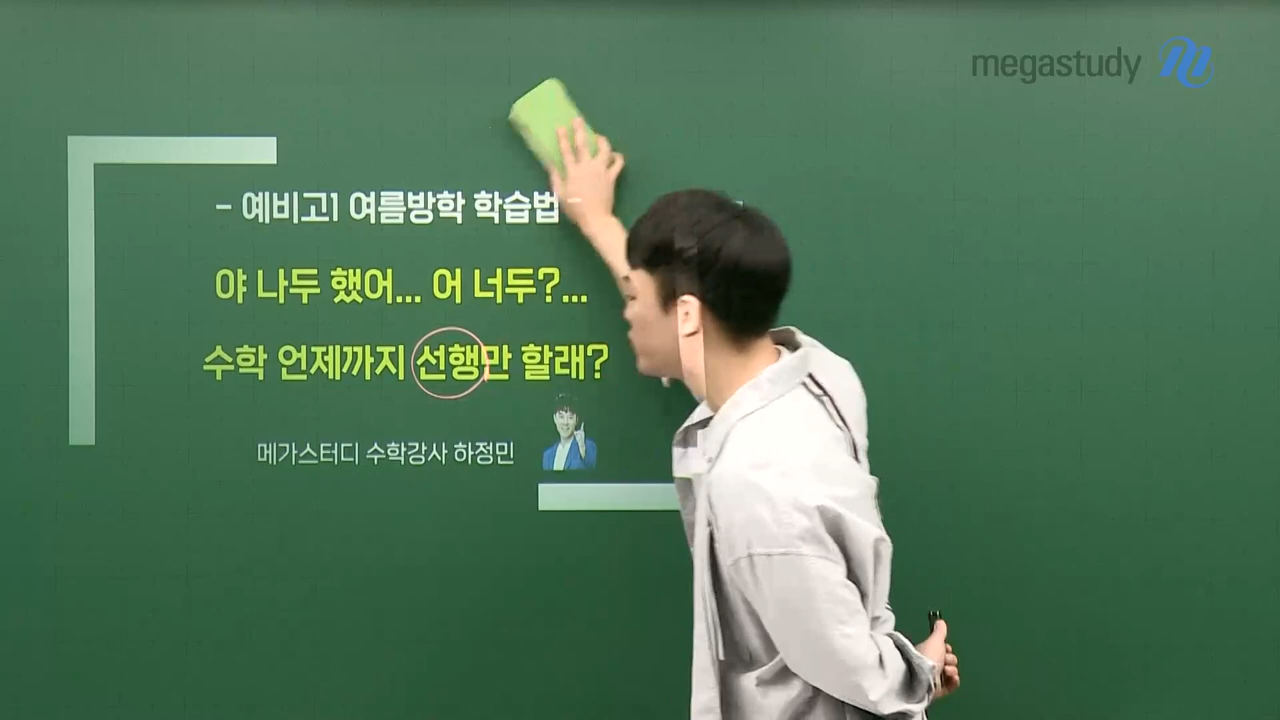 megastudy
- 예비고1 여름방학 학습법 -
야 나두 했어... 어 너두?...
수학 언제까지 선행만 할래?
메가스터디 수학강사 하정민